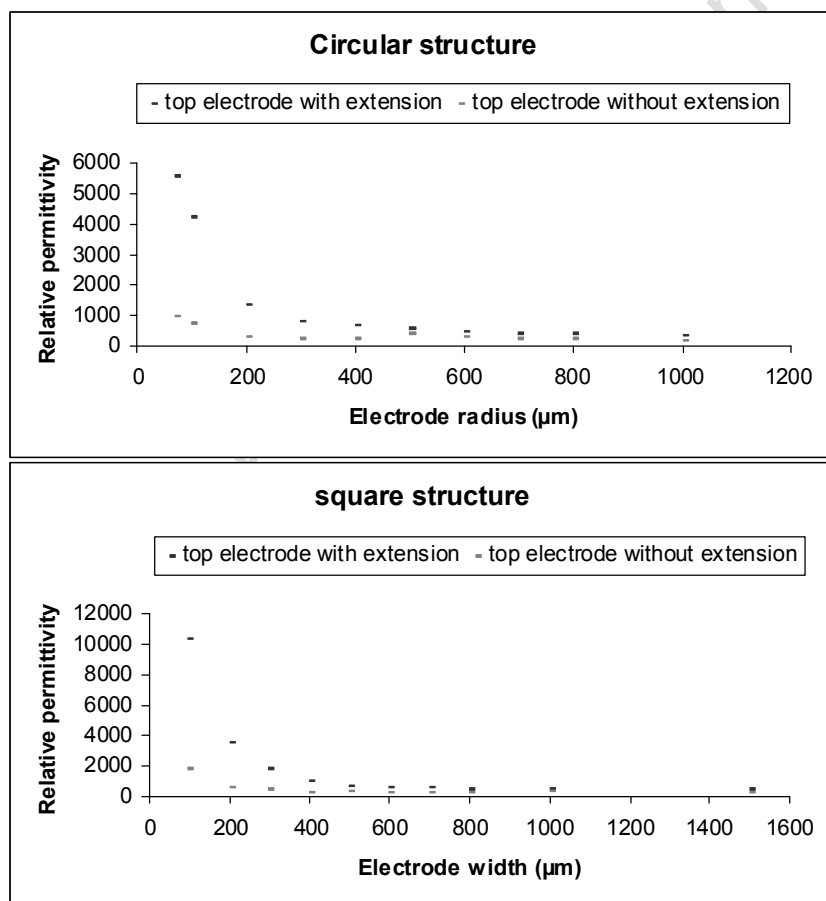 Circular structure
top electrode with extension top electrode without extension
6000
5000
4000
3000
2000
1000
0
Relative permittivity
0 200 400 600 800 1000 1200
Electrode radius (µm)
square structure
top electrode with extension top electrode without extension
12000
10000
8000
6000
4000
2000
0
Relative permittivity
0 200 400 600 800 1000 1200 1400 1600
Electrode width (µm)